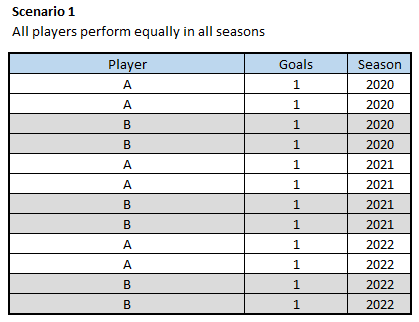 Scenario 1
All players perform equally in all seasons
Player Goals Season
A 1 2020
A 1 2020
B 1 2020
B 1 2020
A 1 2021
A 1 2021
B 1 2021
B 1 2021
A 1 2022
A 1 2022
B 1 2022
B 1 2022